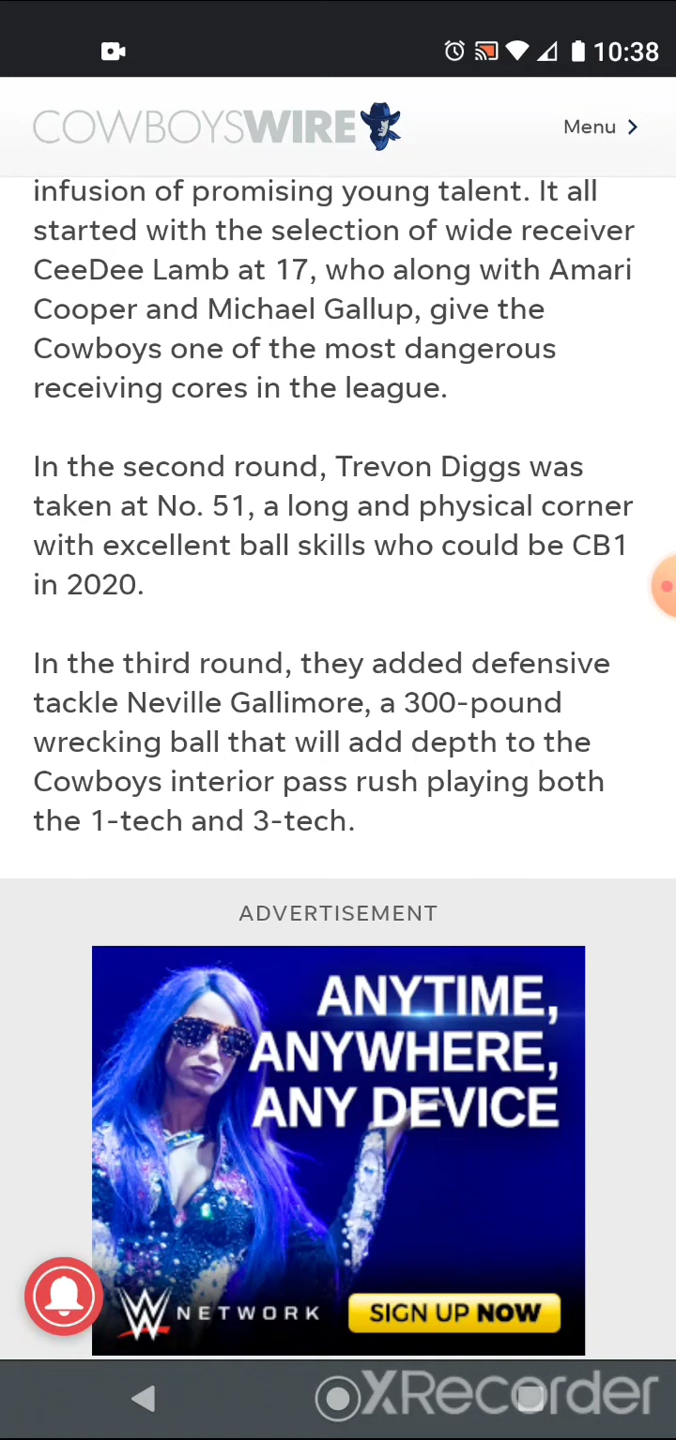 10:38
COWBOYSWIRE
Menu
infusion of promising young talent. It all
started with the selection of wide receiver
CeeDee Lamb at 17, who along with Amari
Cooper and Michael Gallup, give the
Cowboys one of the most dangerous
receiving cores in the league.
In the second round, Trevon Diggs was
taken at No. 51, a long and physical corner
with excellent ball skills who could be CB1
in 2020.
In the third round, they added defensive
tackle Neville Gallimore, a 300-pound
wrecking ball that will add depth to the
Cowboys interior pass rush playing both
the 1-tech and 3-tech.
ADVERTISEMENT
ANYTIME,
ANYWHERE,
ANY DEVICE
W NETWORK
SIGN UP NOW
XRecorder